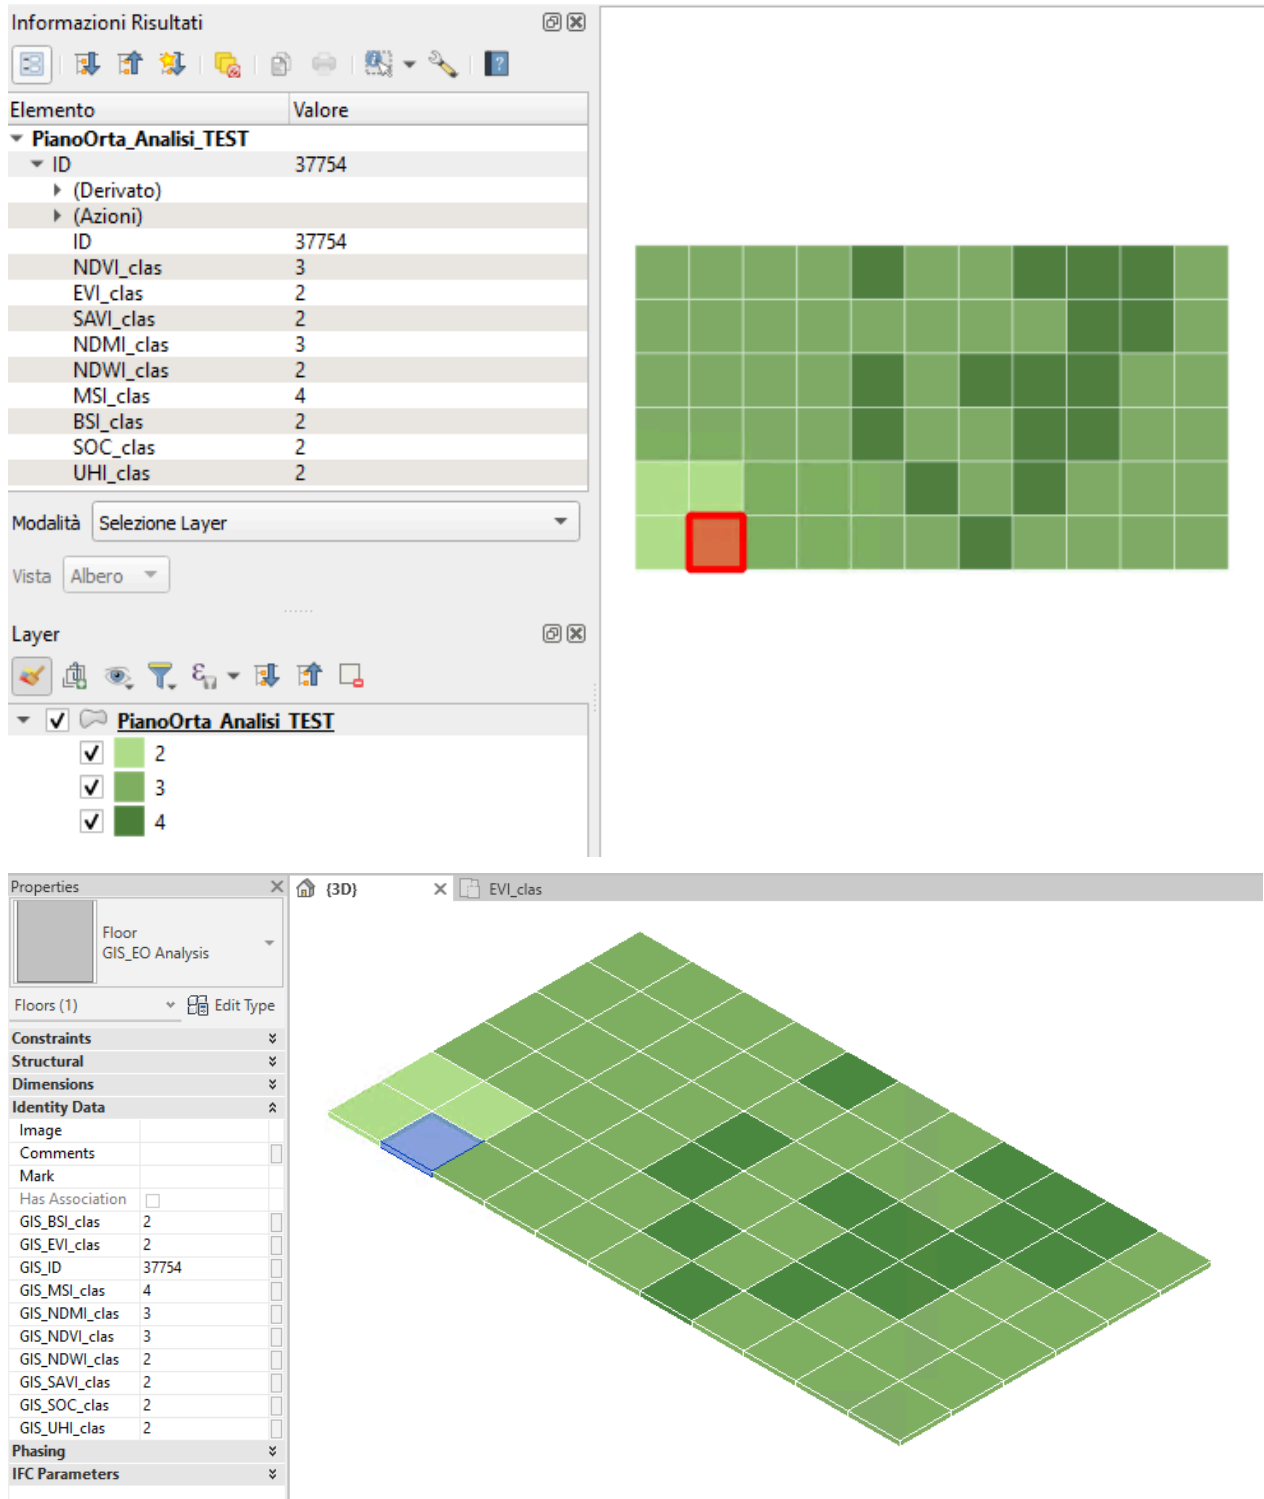 Informazioni Risultati
Elemento Valore
PianoOrta_Analisi_TEST
ID 37754
(Derivato)
(Azioni)
ID 37754
NDVI_clas 3
EVI_clas 2
SAVI_clas 2
NDMI_clas 3
NDWI_clas 2
MSI_clas 4
BSI_clas 2
SOC_clas 2
UHI_clas 2
Modalità Selezione Layer
Vista Albero
Layer
PianoOrta_Analisi_TEST
2
3
4
Properties
{3D} EVI_clas
Floor
GIS_EO Analysis
Floors (1) Edit Type
Constraints
Structural
Dimensions
Identity Data
Image
Comments
Mark
Has Association
GIS_BSI_clas 2
GIS_EVI_clas 2
GIS_ID 37754
GIS_MSI_clas 4
GIS_NDMI_clas 3
GIS_NDVI_clas 3
GIS_NDWI_clas 2
GIS_SAVI_clas 2
GIS_SOC_clas 2
GIS_UHI_clas 2
Phasing
IFC Parameters